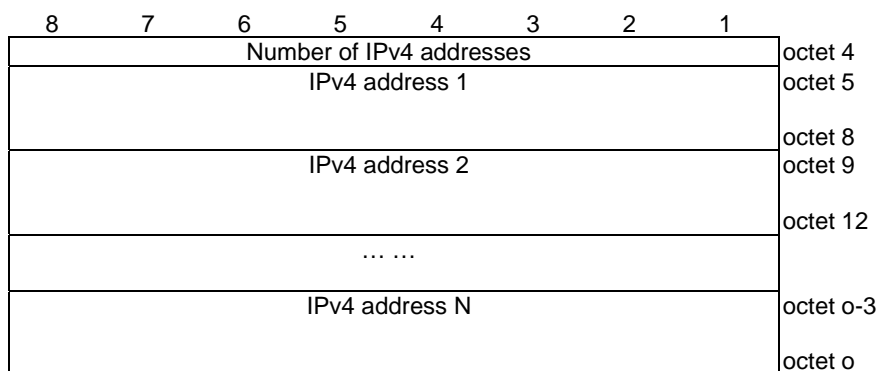 8 7 6 5 4 3 2 1
Number of IPv4 addresses octet 4
IPv4 address 1 octet 5
octet 8
IPv4 address 2 octet 9
octet 12
… …
IPv4 address N octet o-3
octet o